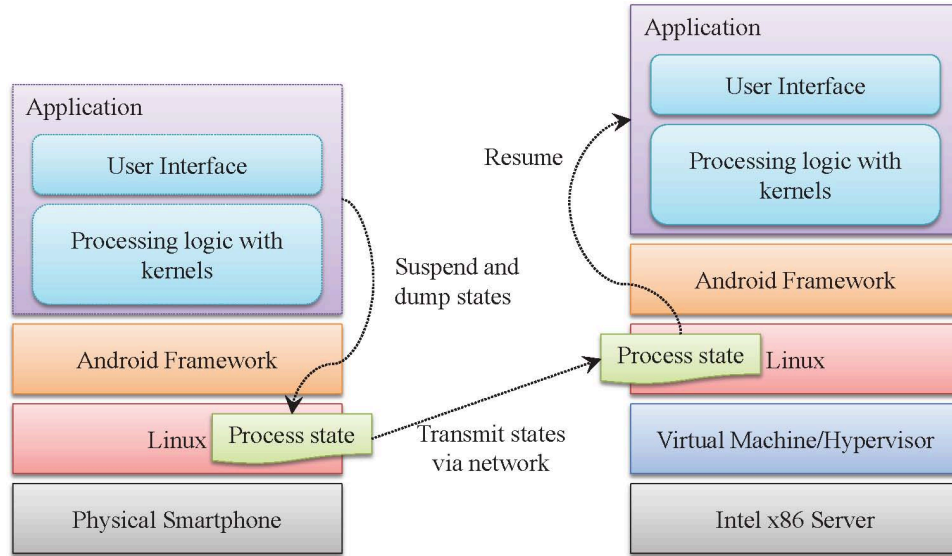 Application
User Interface
Processing logic with
kernels
Android Framework
Linux
Process state
Physical Smartphone
Suspend and
dump states
Transmit states
via network
Resume
Application
User Interface
Processing logic with
kernels
Android Framework
Process state
Linux
Virtual Machine/Hypervisor
Intel x86 Server